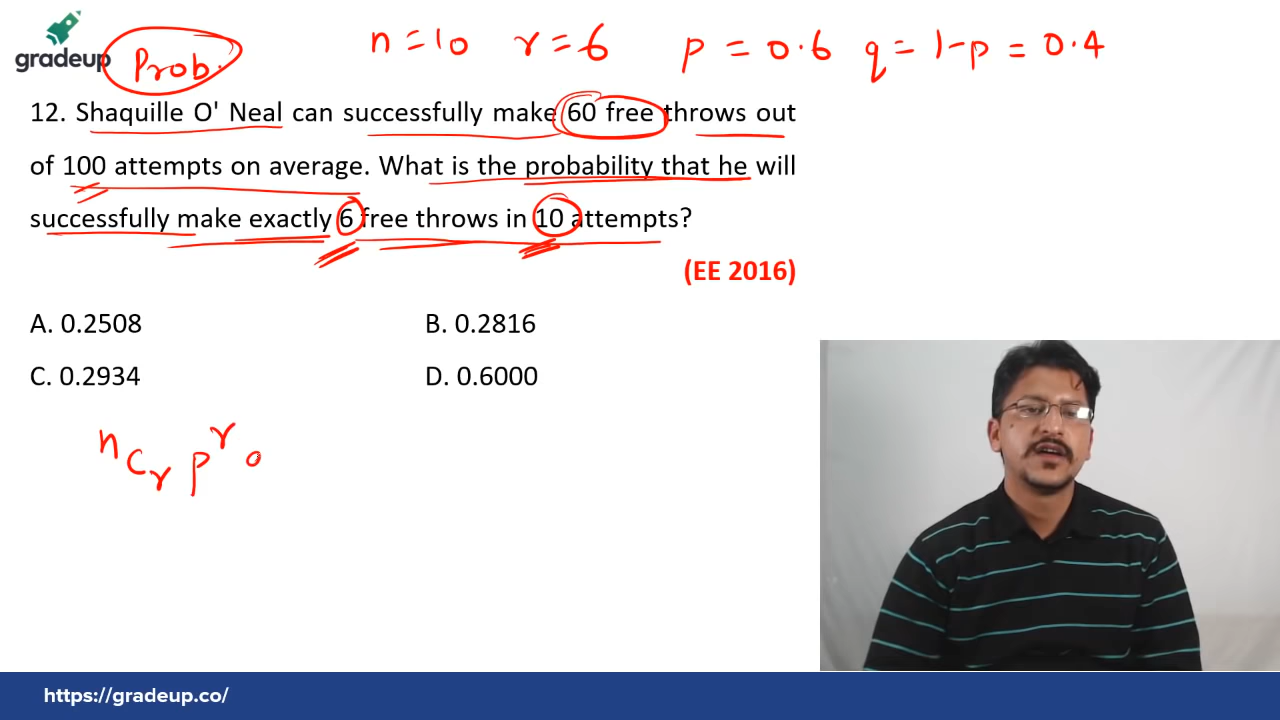 gradeup
Prob.
n = 10 r = 6 p = 0.6 q = 1-p = 0.4
12. Shaquille O' Neal can successfully make 60 free throws out
of 100 attempts on average. What is the probability that he will
successfully make exactly 6 free throws in 10 attempts?
(EE 2016)
A. 0.2508 B. 0.2816
C. 0.2934 D. 0.6000
n C r p r
https://gradeup.co/